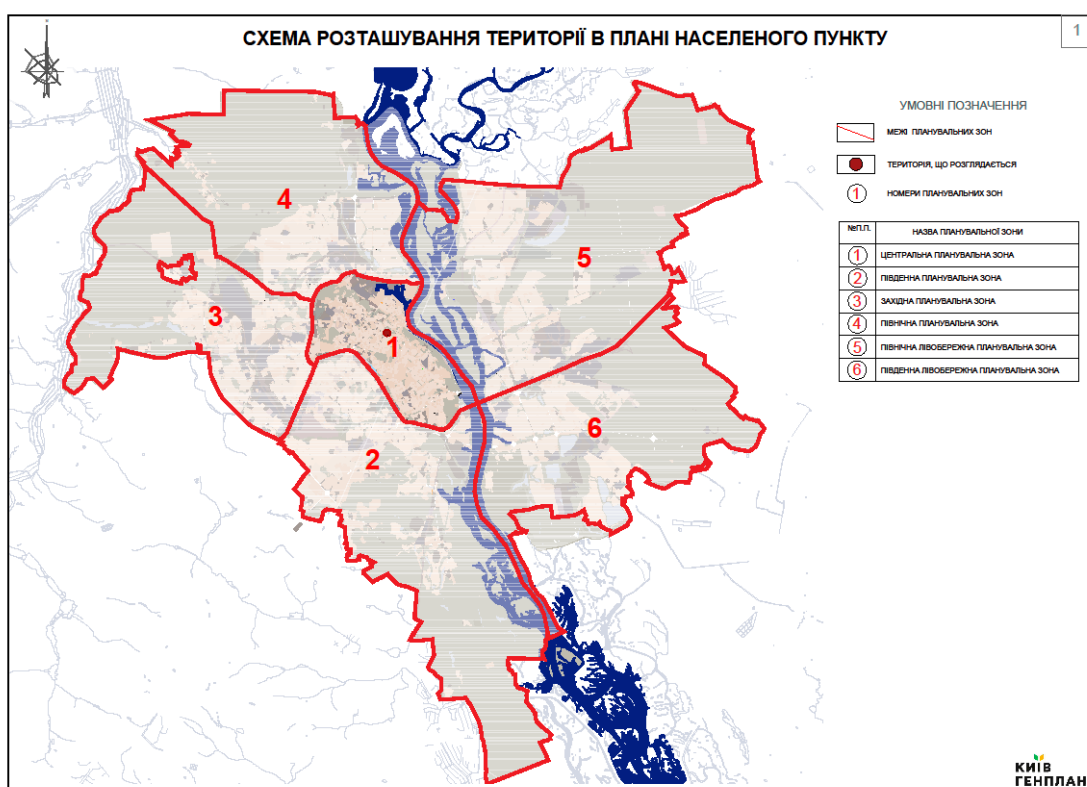 СХЕМА РОЗТАШУВАННЯ ТЕРИТОРІЇ В ПЛАНІ НАСЕЛЕНОГО ПУНКТУ
1
УМОВНІ ПОЗНАЧЕННЯ
МЕЖІ ПЛАНУВАЛЬНИХ ЗОН
ТЕРИТОРІЯ, ЩО РОЗГЛЯДАЄТЬСЯ
1 НОМЕРИ ПЛАНУВАЛЬНИХ ЗОН
№П.П. НАЗВА ПЛАНУВАЛЬНОЇ ЗОНИ
1 ЦЕНТРАЛЬНА ПЛАНУВАЛЬНА ЗОНА
2 ПІВДЕННА ПЛАНУВАЛЬНА ЗОНА
3 ЗАХІДНА ПЛАНУВАЛЬНА ЗОНА
4 ПІВНІЧНА ПЛАНУВАЛЬНА ЗОНА
5 ПІВНІЧНА ЛІВОБЕРЕЖНА ПЛАНУВАЛЬНА ЗОНА
6 ПІВДЕННА ЛІВОБЕРЕЖНА ПЛАНУВАЛЬНА ЗОНА
4
5
3
1
6
2
КИЇВ
ГЕНПЛАН